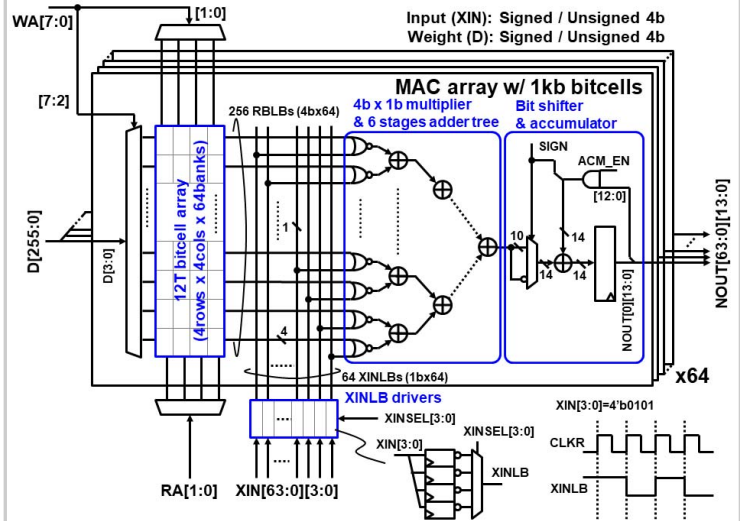 WA[7:0]
[1:0]
Input (XIN): Signed / Unsigned 4b
Weight (D): Signed / Unsigned 4b
[7:2]
MAC array w/ 1kb bitcells
256 RBLBs (4bx64)
4b x 1b multiplier
& 6 stages adder tree
Bit shifter
& accumulator
SIGN
ACM_EN
[12:0]
D[255:0]
D[3:0]
12T bitcell array
(4rows x 4cols x 64banks)
1
4
10
14
14
14
NOUT[0][13:0]
NOUT[63:0][13:0]
x64
64 XINLBs (1bx64)
XINLB drivers
XINSEL[3:0]
XIN[3:0]
XINSEL[3:0]
XINLB
RA[1:0]
XIN[63:0][3:0]
XIN[3:0]=4'b0101
CLKR
XINLB